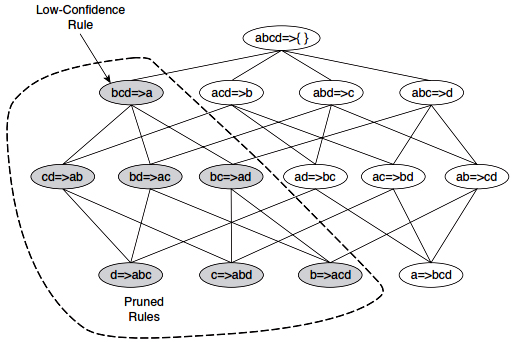 Low-Confidence
Rule
abcd=>{ }
bcd=>a
acd=>b
abd=>c
abc=>d
cd=>ab
bd=>ac
bc=>ad
ad=>bc
ac=>bd
ab=>cd
d=>abc
c=>abd
b=>acd
a=>bcd
Pruned
Rules